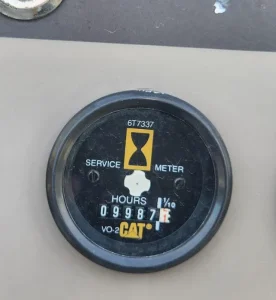 6T7337
SERVICE METER
HOURS 1/10
09987
VO-2 CAT